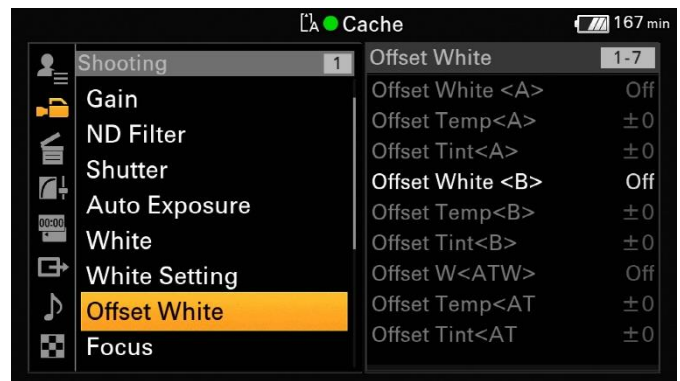 A Cache 167 min
Shooting 1
Gain
ND Filter
Shutter
Auto Exposure
White
White Setting
Offset White
Focus
00:00
Offset White 1-7
Offset White <A> Off
Offset Temp<A> ±0
Offset Tint<A> ±0
Offset White <B> Off
Offset Temp<B> ±0
Offset Tint<B> ±0
Offset W<ATW> Off
Offset Temp<AT ±0
Offset Tint<AT ±0